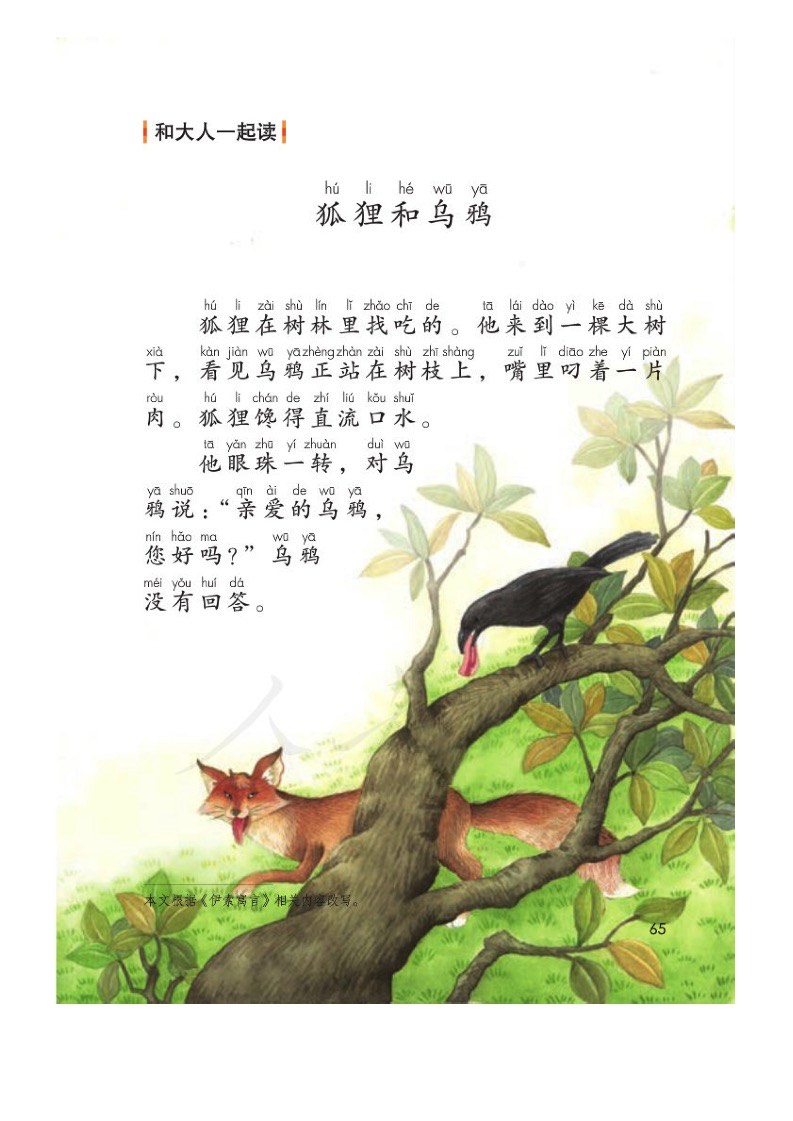 和大人一起读
hú li hé wū yā
狐狸和乌鸦
hú li zài shù lín lǐ zhǎo chī de tā lái dào yì kē dà shù
狐狸在树林里找吃的。他来到一棵大树
xià kàn jiàn wū yā zhèng zhàn zài shù zhī shàng zuǐ lǐ diāo zhe yí piàn
下，看见乌鸦正站在树枝上，嘴里叼着一片
ròu hú li chán de zhí liú kǒu shuǐ
肉。狐狸馋得直流口水。
tā yǎn zhū yí zhuàn duì wū
他眼珠一转，对乌
yā shuō qīn ài de wū yā
鸦说：“亲爱的乌鸦，
nín hǎo ma wū yā
您好吗？”乌鸦
méi yǒu huí dá
没有回答。
人
本文根据《伊索寓言》相关内容改写。
65